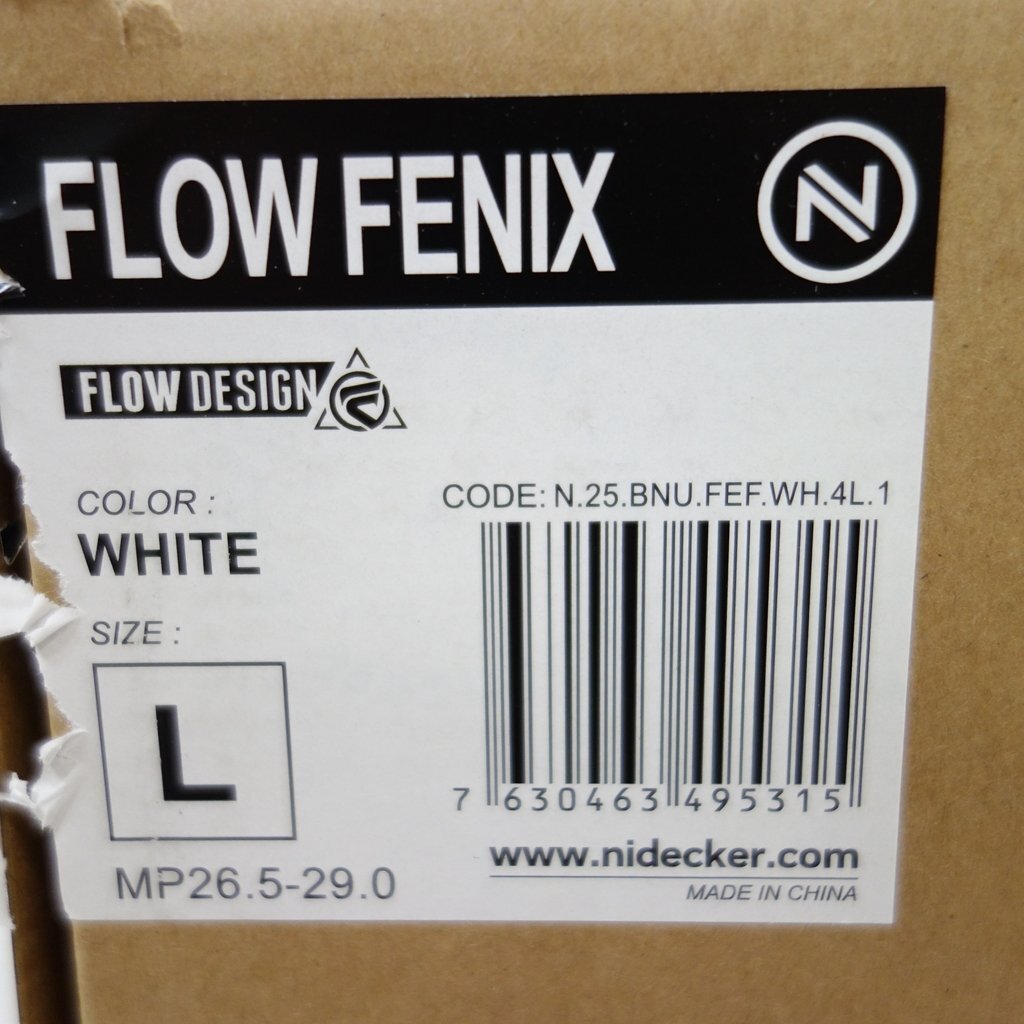 FLOW FENIX
N
FLOW DESIGN
COLOR :
WHITE
SIZE :
L
MP26.5-29.0
CODE: N.25.BNU.FEF.WH.4L.1
7 630463 495315
www.nidecker.com
MADE IN CHINA